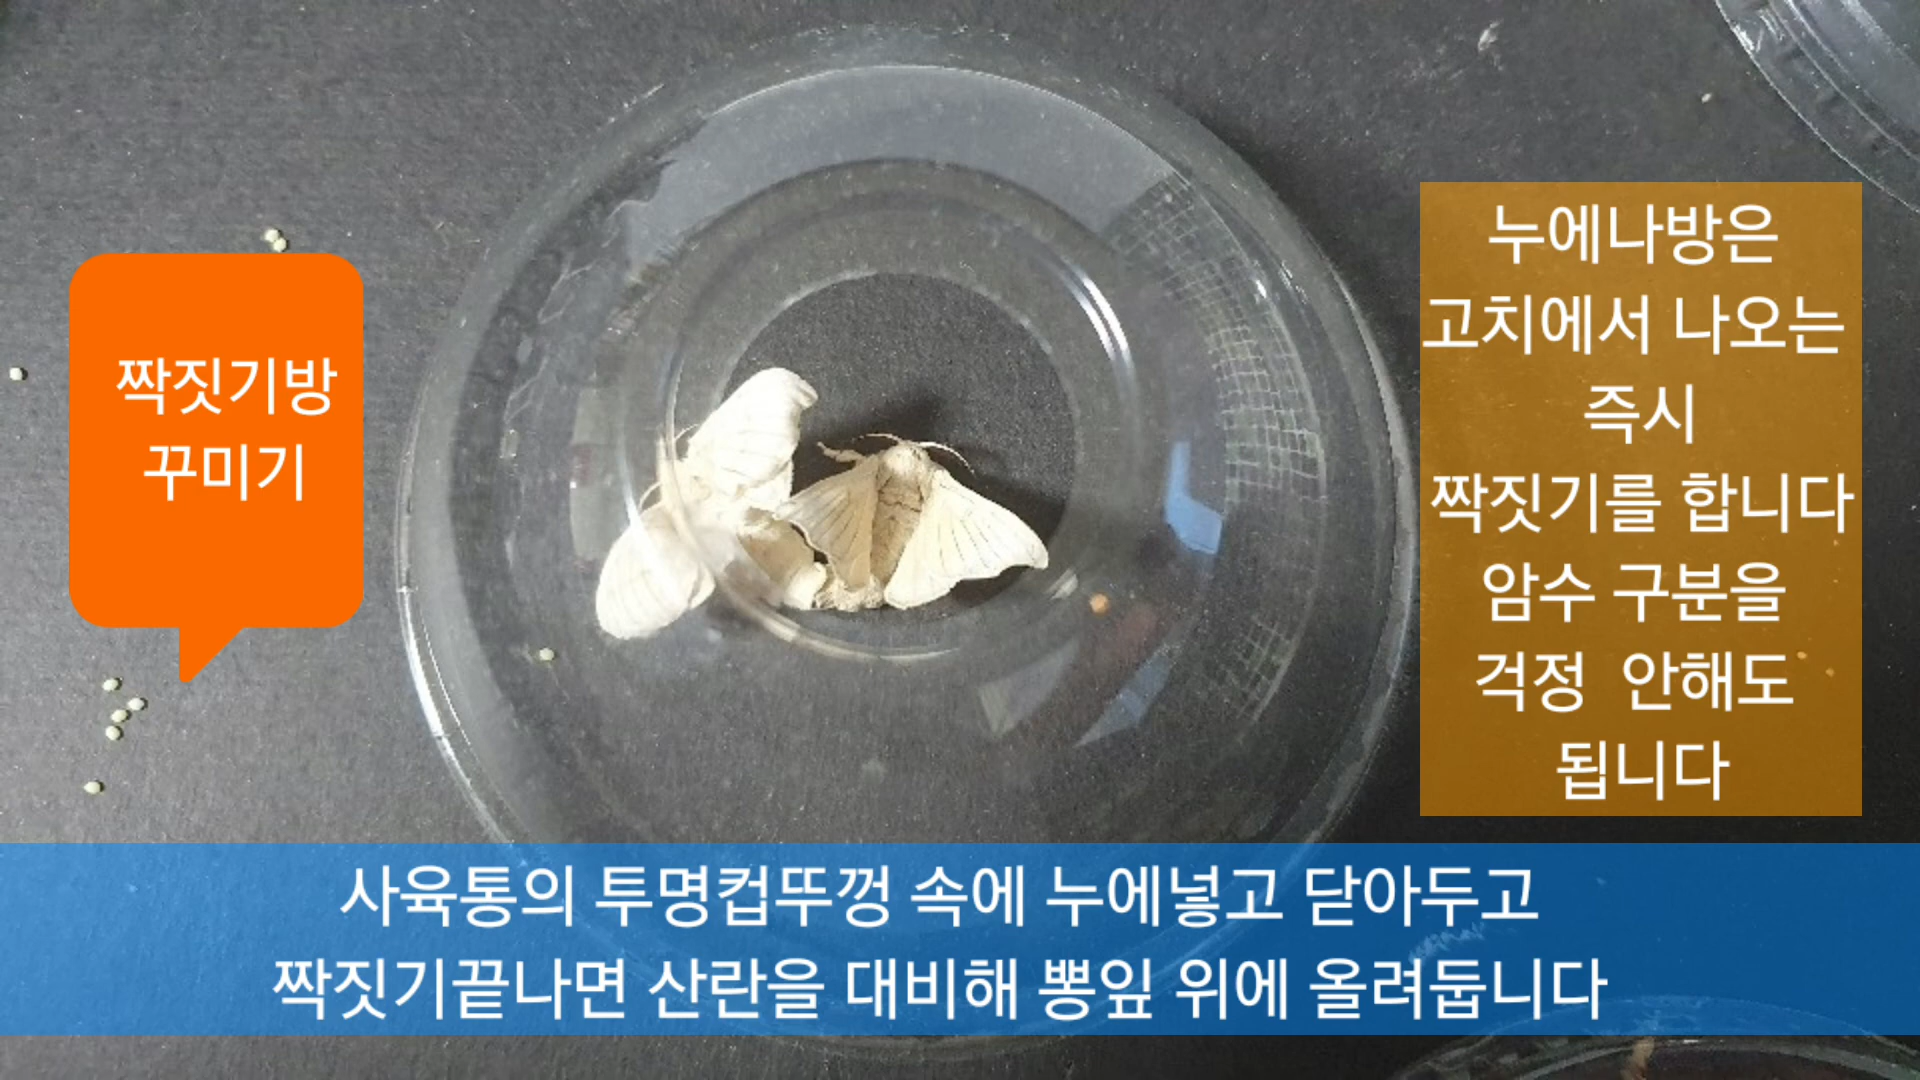 짝짓기방
꾸미기
누에나방은
고치에서 나오는
즉시
짝짓기를 합니다
암수 구분을
걱정 안해도
됩니다
사육통의 투명컵뚜껑 속에 누에넣고 닫아두고
짝짓기끝나면 산란을 대비해 뽕잎 위에 올려둡니다